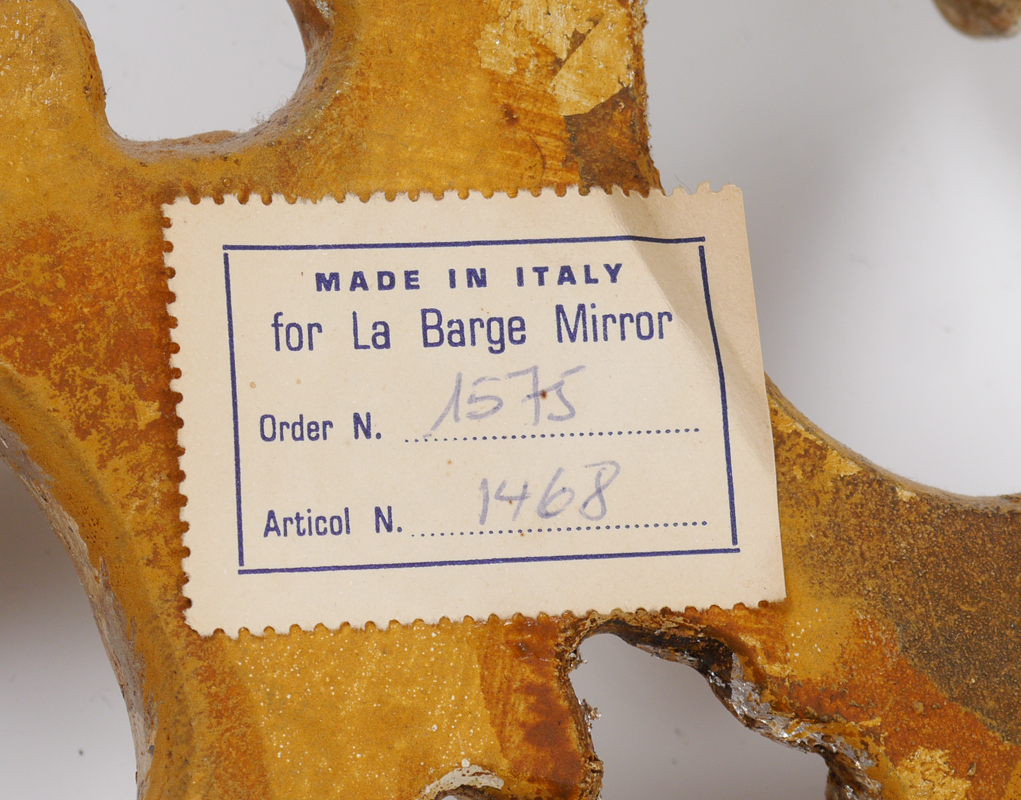 MADE IN ITALY
for La Barge Mirror
Order N. 1575
Articol N. 1468